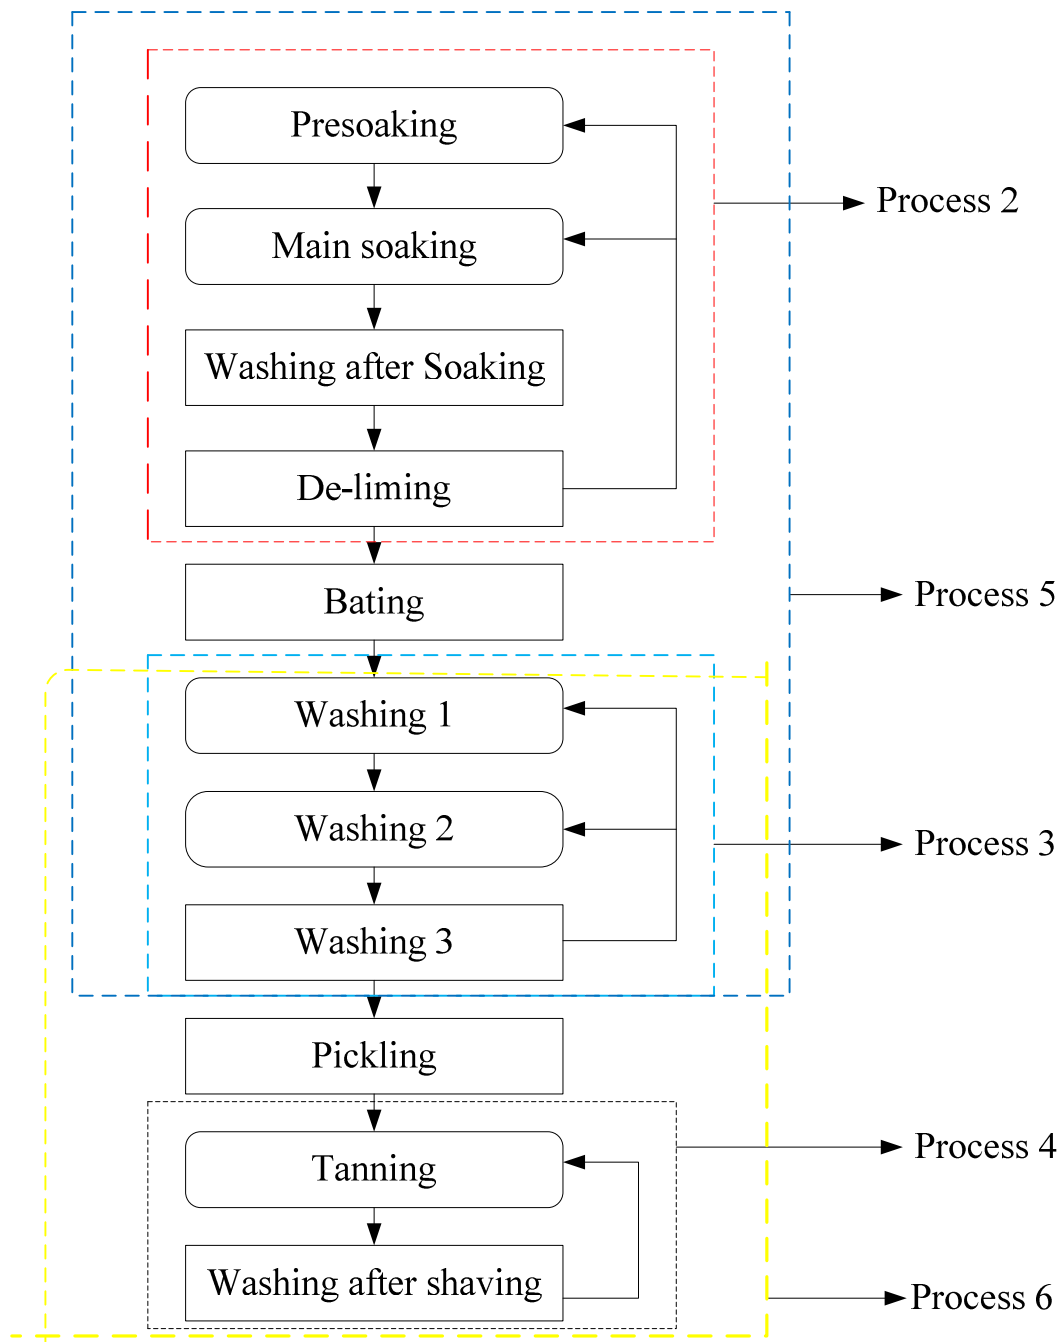 Presoaking
Process 2
Main soaking
Washing after Soaking
De-liming
Bating
Process 5
Washing 1
Washing 2
Process 3
Washing 3
Pickling
Process 4
Tanning
Washing after shaving
Process 6